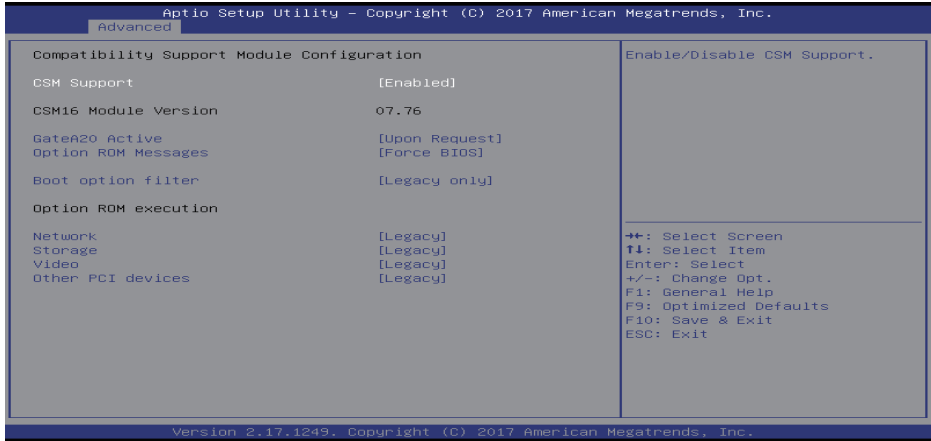 Aptio Setup Utility – Copyright (C) 2017 American Megatrends, Inc.
Advanced
Compatibility Support Module Configuration
CSM Support [Enabled]
CSM16 Module Version 07.76
GateA20 Active [Upon Request]
Option ROM Messages [Force BIOS]
Boot option filter [Legacy only]
Option ROM execution
Network [Legacy]
Storage [Legacy]
Video [Legacy]
Other PCI devices [Legacy]
Enable/Disable CSM Support.
→←: Select Screen
↑↓: Select Item
Enter: Select
+/-: Change Opt.
F1: General Help
F9: Optimized Defaults
F10: Save & Exit
ESC: Exit
Version 2.17.1249. Copyright (C) 2017 American Megatrends, Inc.